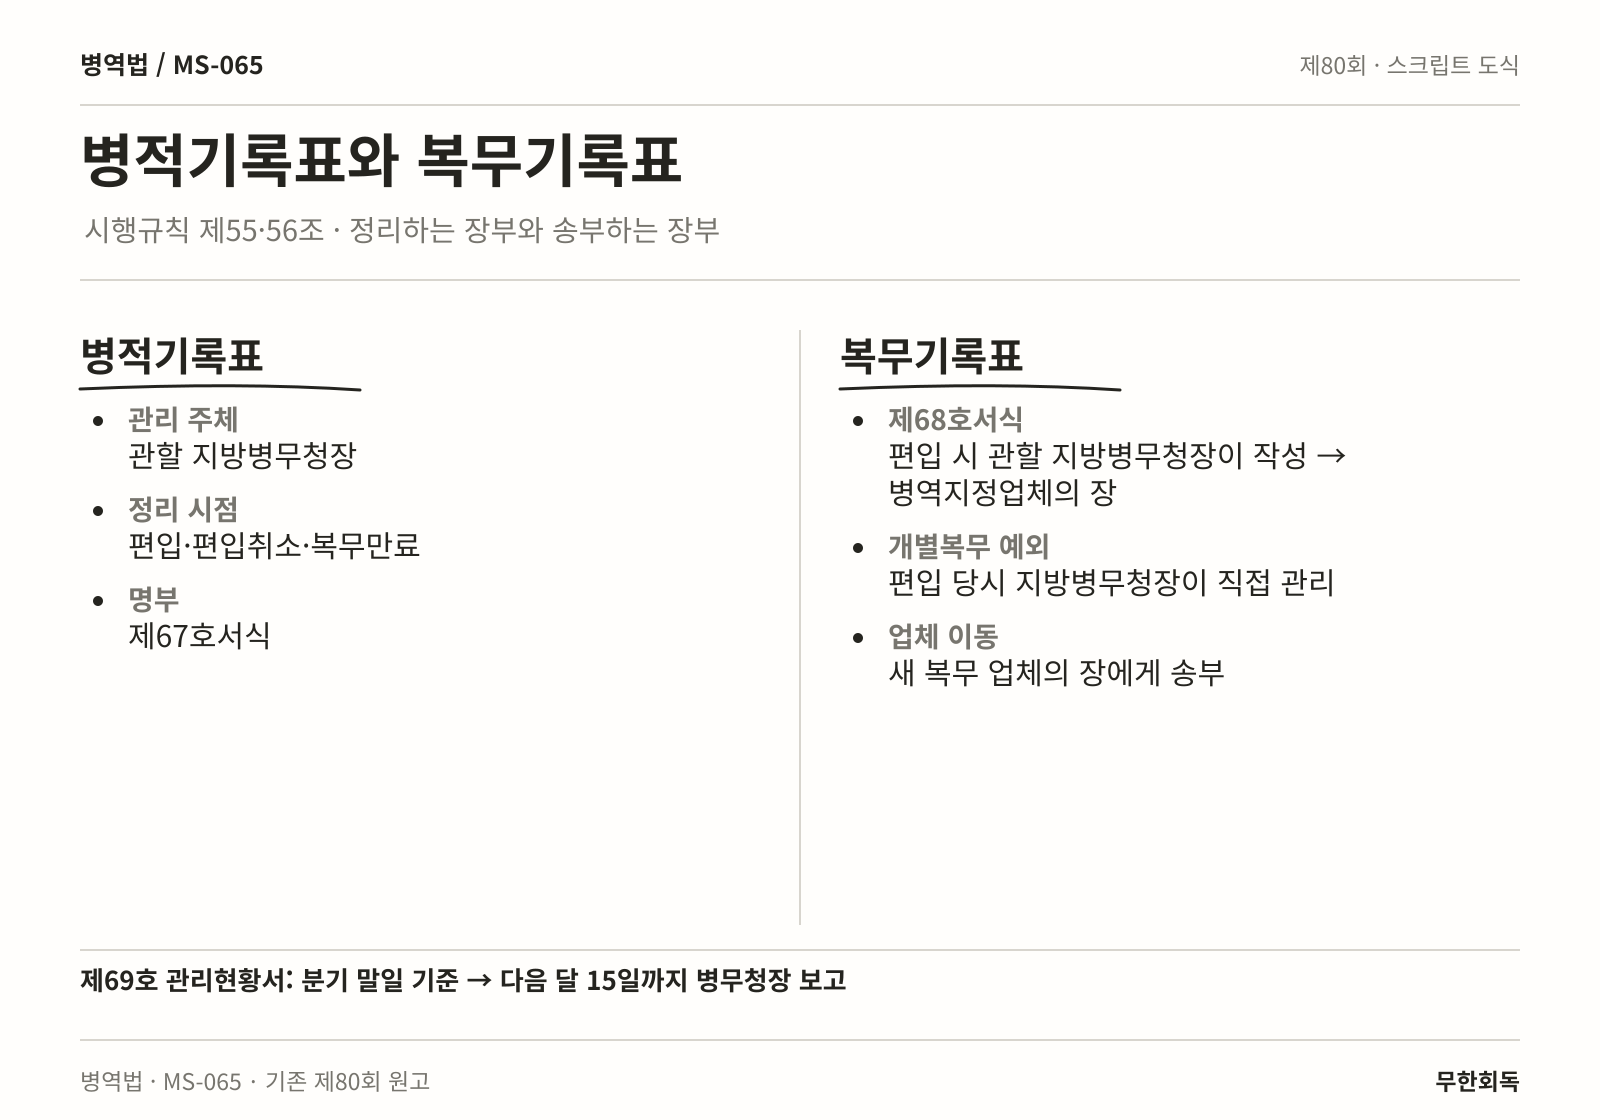 병역법 / MS-065
제80회 · 스크립트 도식
병적기록표와 복무기록표
시행규칙 제55·56조 · 정리하는 장부와 송부하는 장부
병적기록표
• 관리 주체
관할 지방병무청장
• 정리 시점
편입·편입취소·복무만료
• 명부
제67호서식
복무기록표
• 제68호서식
편입 시 관할 지방병무청장이 작성 →
병역지정업체의 장
• 개별복무 예외
편입 당시 지방병무청장이 직접 관리
• 업체 이동
새 복무 업체의 장에게 송부
제69호 관리현황서: 분기 말일 기준 → 다음 달 15일까지 병무청장 보고
병역법 · MS-065 · 기존 제80회 원고
무한회독